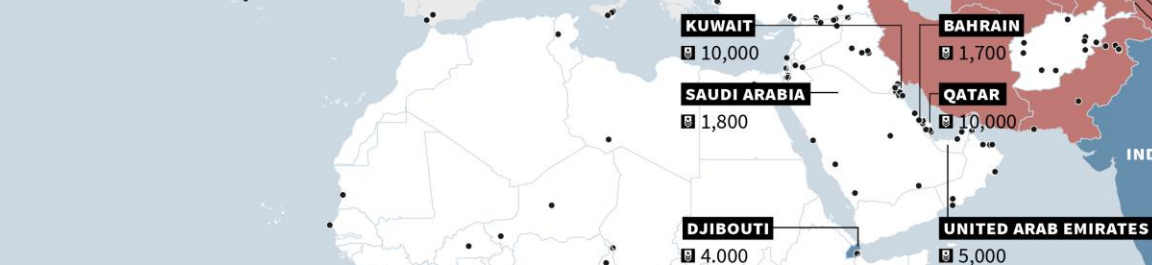 KUWAIT
10,000
BAHRAIN
1,700
SAUDI ARABIA
1,800
QATAR
10,000
IND
DJIBOUTI
4.000
UNITED ARAB EMIRATES
5,000